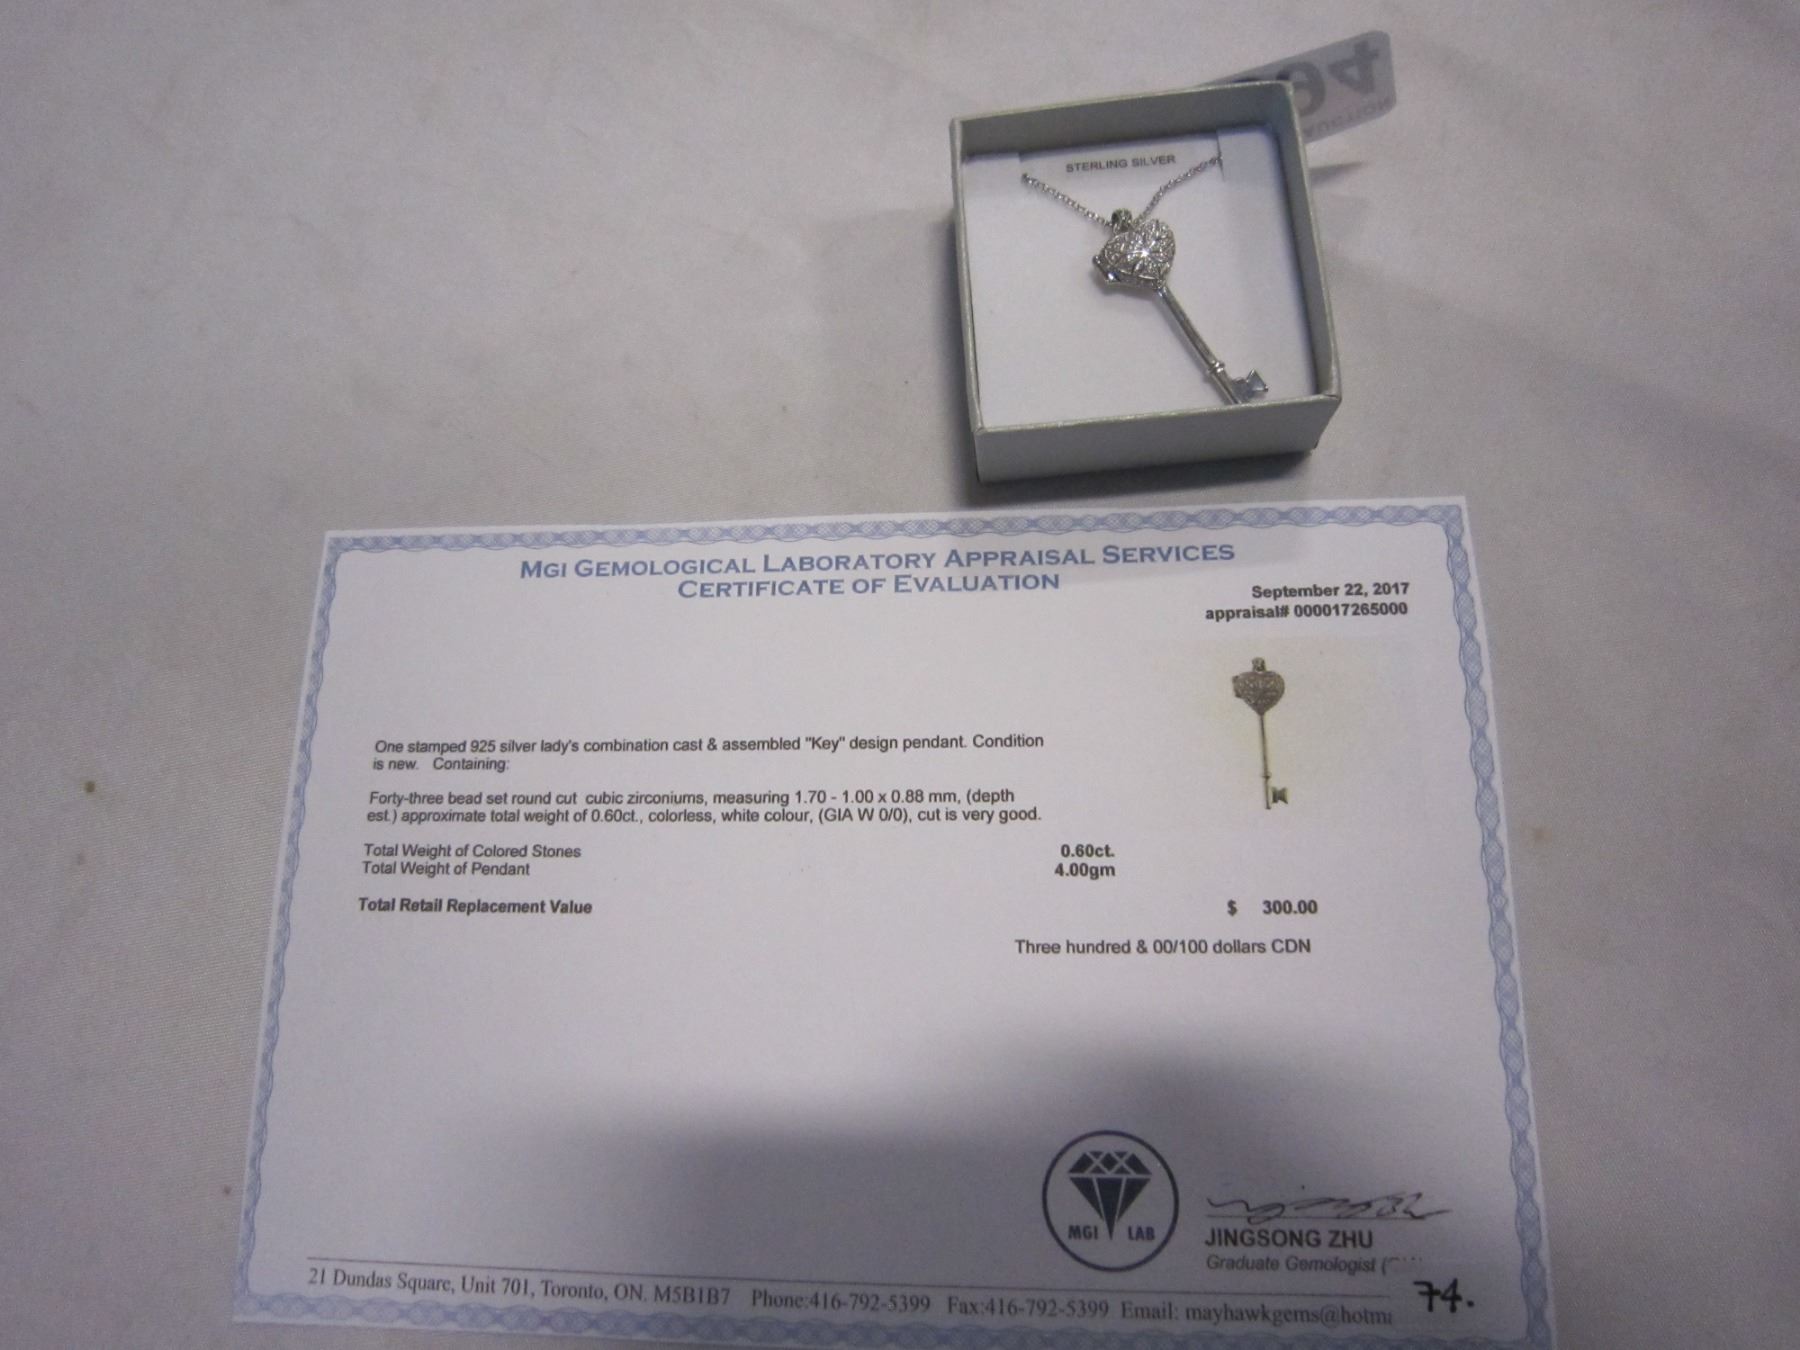 94
AUCTION
STERLING SILVER
MGI GEMOLOGICAL LABORATORY APPRAISAL SERVICES
CERTIFICATE OF EVALUATION
September 22, 2017
appraisal# 000017265000
One stamped 925 silver lady's combination cast & assembled "Key" design pendant. Condition
is new. Containing:
Forty-three bead set round cut cubic zirconiums, measuring 1.70 - 1.00 x 0.88 mm, (depth
est.) approximate total weight of 0.60ct., colorless, white colour, (GIA W 0/0), cut is very good.
Total Weight of Colored Stones 0.60ct.
Total Weight of Pendant 4.00gm
Total Retail Replacement Value $ 300.00
Three hundred & 00/100 dollars CDN
MGI LAB
JINGSONG ZHU
Graduate Gemologist
21 Dundas Square, Unit 701, Toronto, ON. M5B1B7 Phone:416-792-5399 Fax:416-792-5399 Email: mayhawkgems@hotm
74.